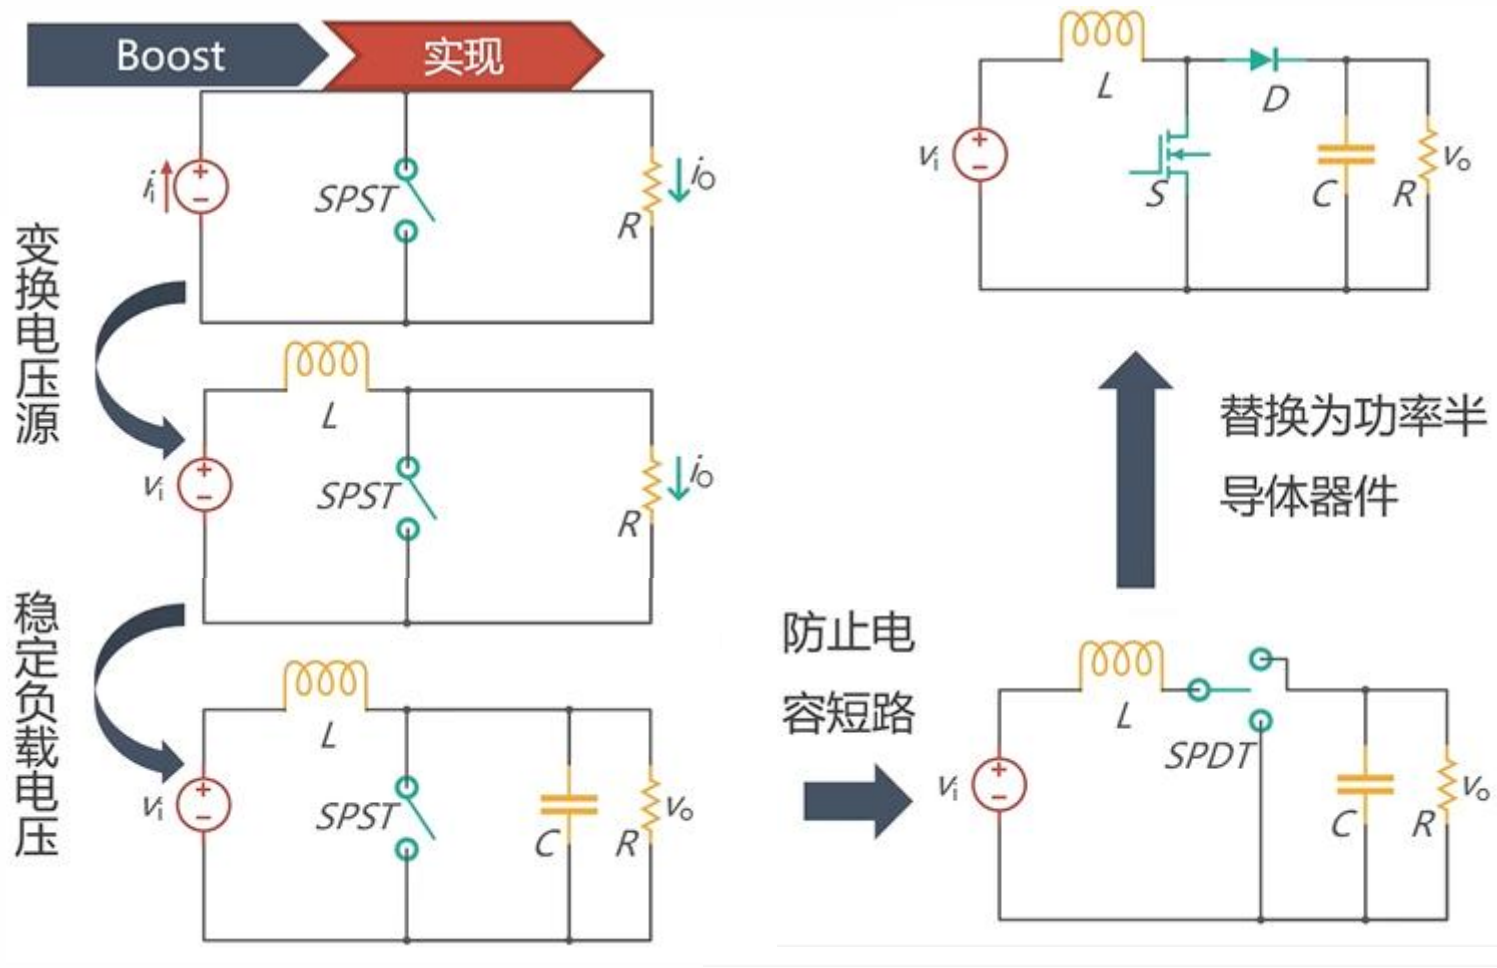 Boost
实现
ii
SPST
R
iO
变换电压源
L
vi
SPST
R
iO
稳定负载电压
L
vi
SPST
C
R
vo
防止电
容短路
L
SPDT
vi
C
R
vo
替换为功率半
导体器件
L
D
vi
S
C
R
vo